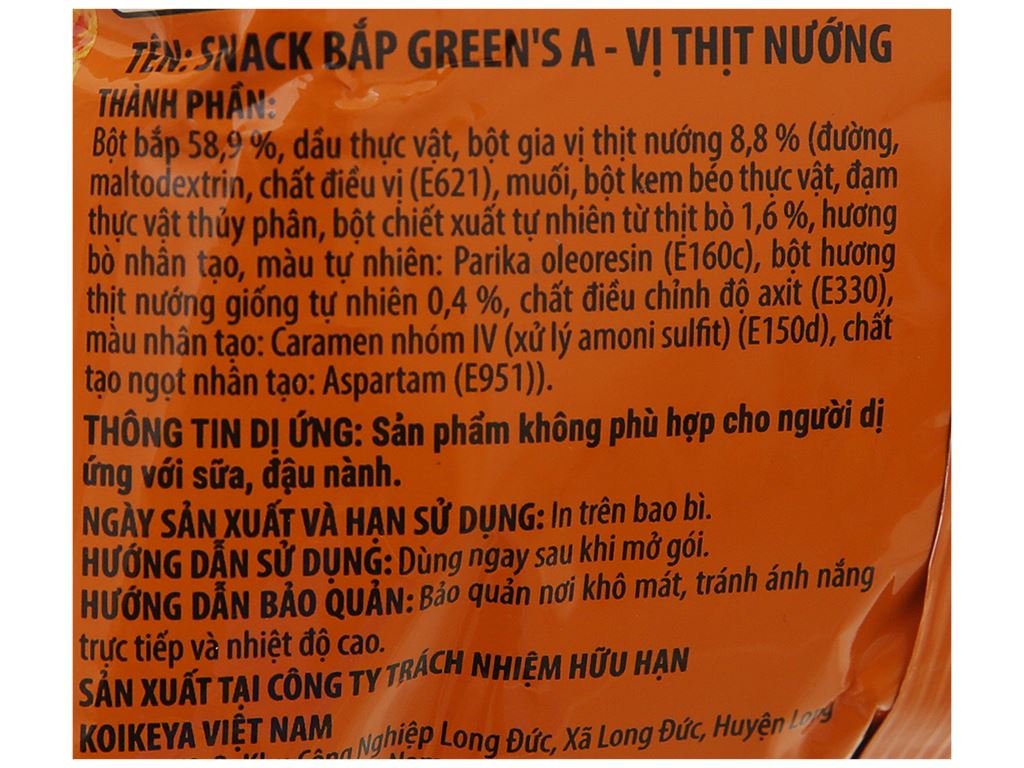 TÊN: SNACK BẮP GREEN'S A - VỊ THỊT NƯỚNG
THÀNH PHẦN:
Bột bắp 58,9 %, dầu thực vật, bột gia vị thịt nướng 8,8 % (đường,
maltodextrin, chất điều vị (E621), muối, bột kem béo thực vật, đạm
thực vật thủy phân, bột chiết xuất tự nhiên từ thịt bò 1,6 %, hương
bò nhân tạo, màu tự nhiên: Parika oleoresin (E160c), bột hương
thịt nướng giống tự nhiên 0,4 %, chất điều chỉnh độ axit (E330),
màu nhân tạo: Caramen nhóm IV (xử lý amoni sulfit) (E150d), chất
tạo ngọt nhân tạo: Aspartam (E951)).
THÔNG TIN DỊ ỨNG: Sản phẩm không phù hợp cho người dị
ứng với sữa, đậu nành.
NGÀY SẢN XUẤT VÀ HẠN SỬ DỤNG: In trên bao bì.
HƯỚNG DẪN SỬ DỤNG: Dùng ngay sau khi mở gói.
HƯỚNG DẪN BẢO QUẢN: Bảo quản nơi khô mát, tránh ánh nắng
trực tiếp và nhiệt độ cao.
SẢN XUẤT TẠI CÔNG TY TRÁCH NHIỆM HỮU HẠN
KOIKEYA VIỆT NAM
Công Nghiệp Long Đức, Xã Long Đức, Huyện Long